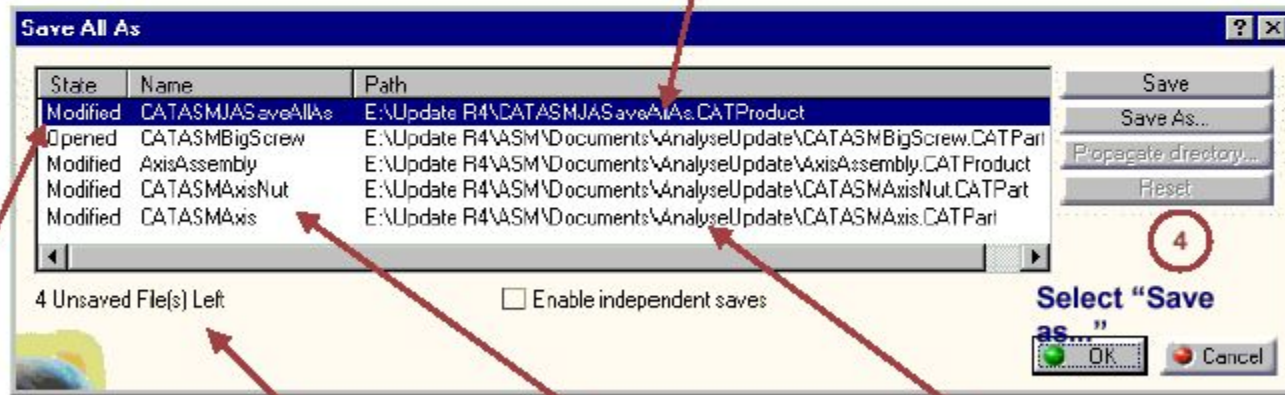 Save All As
State Name Path Save
Modified CATASMJASaveAllAs E:\Update R4\CATASMJASaveAllAs.CATProduct Save As...
Opened CATASMBigScrew E:\Update R4\ASM\Documents\AnalyseUpdate\CATASMBigScrew.CATPart
Modified AxisAssembly E:\Update R4\ASM\Documents\AnalyseUpdate\AxisAssembly.CATProduct Propagate directory...
Modified CATASMAxisNut E:\Update R4\ASM\Documents\AnalyseUpdate\CATASMAxisNut.CATPart Reset
Modified CATASMAxis E:\Update R4\ASM\Documents\AnalyseUpdate\CATASMAxis.CATPart
4
4 Unsaved File(s) Left Enable independent saves Select “Save
as...”
OK Cancel